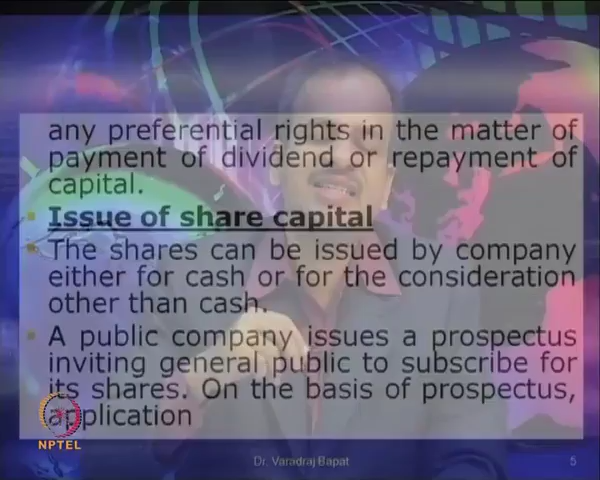 any preferential rights in the matter of
payment of dividend or repayment of
capital.
Issue of share capital
The shares can be issued by company
either for cash or for the consideration
other than cash.
A public company issues a prospectus
inviting general public to subscribe for
its shares. On the basis of prospectus,
application
NPTEL
Dr. Varadraj Bapat
5